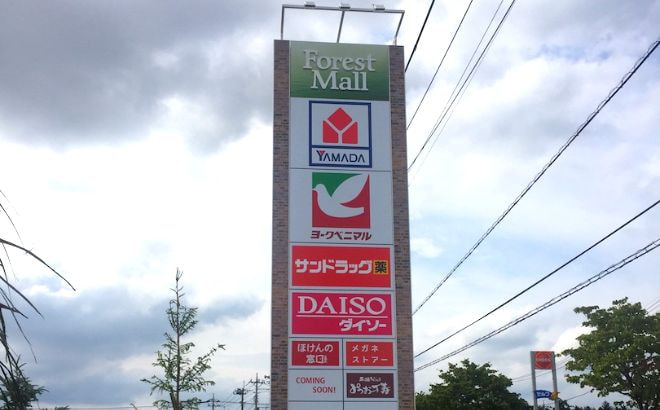 Forest
Mall
YAMADA
ヨークベニマル
サンドラッグ 薬
DAISO
ダイソー
ほけんの
窓口
メガネ
ストアー
COMING
SOON!